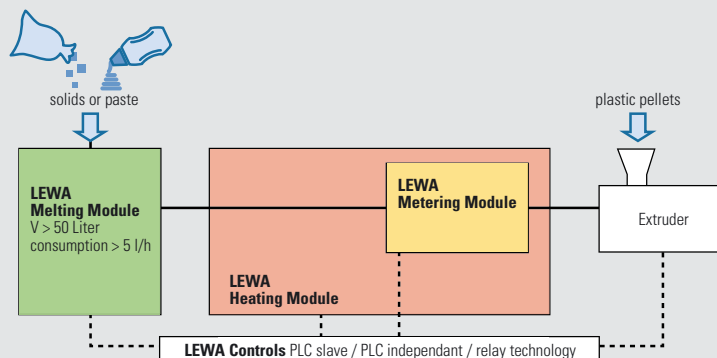 solids or paste
plastic pellets
LEWA
Melting Module
V > 50 Liter
consumption > 5 l/h
LEWA
Metering Module
Extruder
LEWA
Heating Module
LEWA Controls PLC slave / PLC independant / relay technology